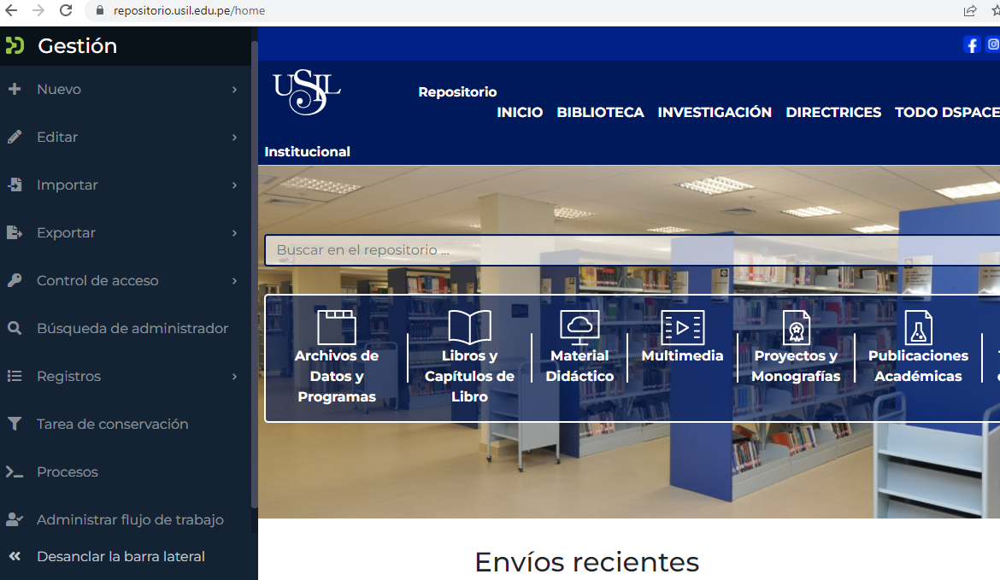 repositorio.usil.edu.pe/home
Gestión
Nuevo
Editar
Importar
Exportar
Control de acceso
Búsqueda de administrador
Registros
Tarea de conservación
Procesos
Administrar flujo de trabajo
Desanclar la barra lateral
USIL
Repositorio
Institucional
INICIO BIBLIOTECA INVESTIGACIÓN DIRECTRICES TODO DSPACE
Buscar en el repositorio ...
Archivos de
Datos y
Programas
Libros y
Capítulos de
Libro
Material
Didáctico
Multimedia
Proyectos y
Monografías
Publicaciones
Académicas
Envíos recientes